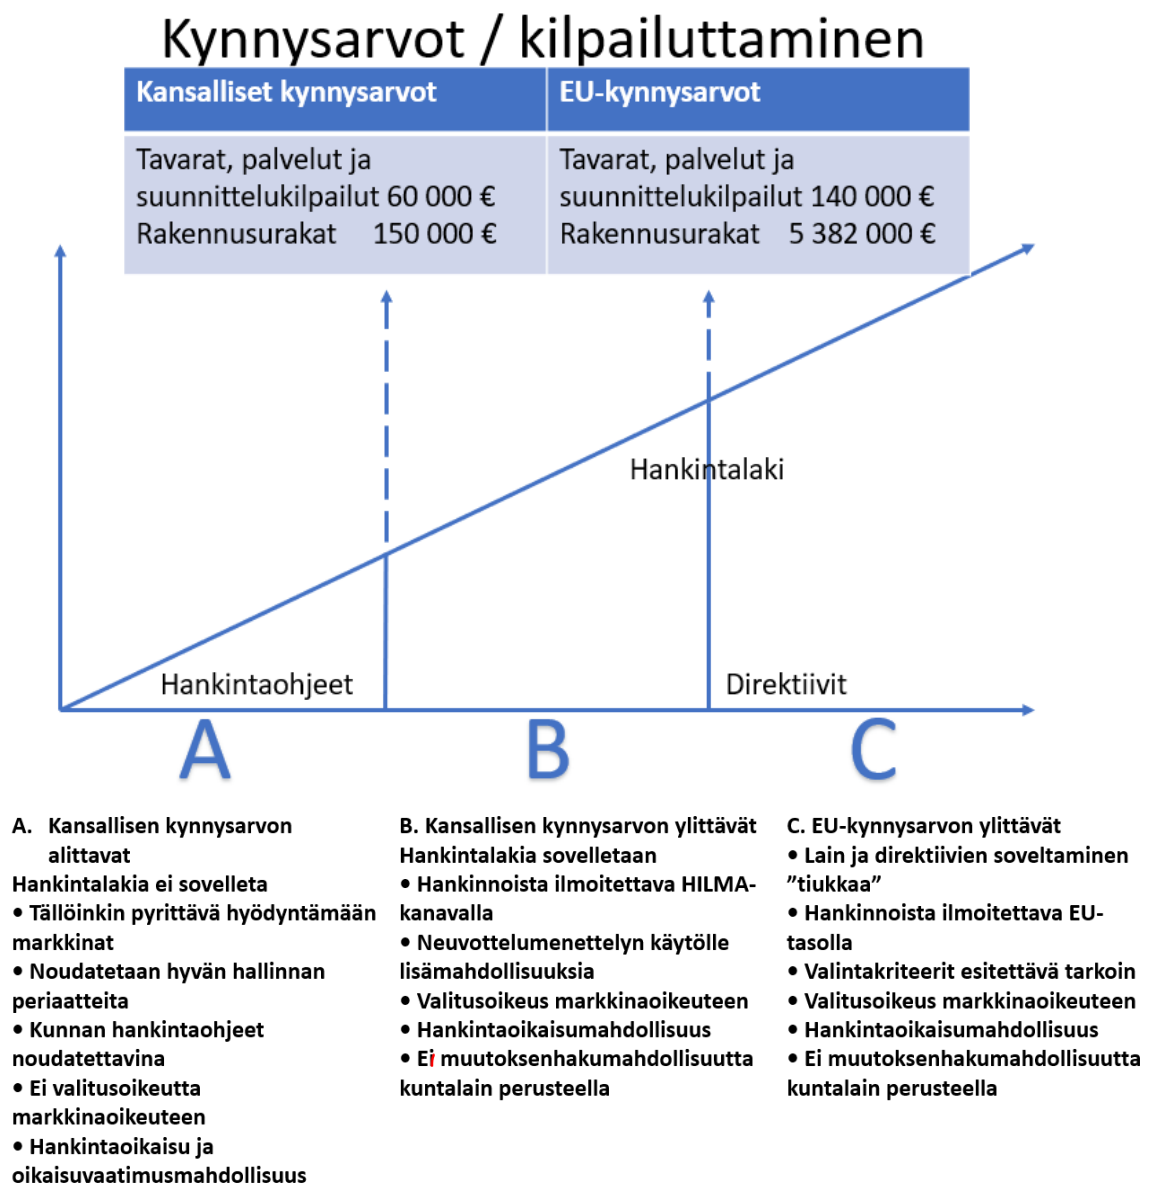 Kynnysarvot / kilpailuttaminen
Kansalliset kynnysarvot
EU-kynnysarvot
Tavarat, palvelut ja
suunnittelukilpailut 60 000 €
Rakennusurakat 150 000 €
Tavarat, palvelut ja
suunnittelukilpailut 140 000 €
Rakennusurakat 5 382 000 €
Hankintalaki
Hankintaohjeet
Direktiivit
A
B
C
A. Kansallisen kynnysarvon
alittavat
Hankintalakia ei sovelleta
• Tällöinkin pyrittävä hyödyntämään
markkinat
• Noudatetaan hyvän hallinnan
periaatteita
• Kunnan hankintaohjeet
noudatettavina
• Ei valitusoikeutta
markkinaoikeuteen
• Hankintaoikaisu ja
oikaisuvaatimusmahdollisuus
B. Kansallisen kynnysarvon ylittävät
Hankintalakia sovelletaan
• Hankinnoista ilmoitettava HILMA-
kanavalla
• Neuvottelumenettelyn käytölle
lisämahdollisuuksia
• Valitusoikeus markkinaoikeuteen
• Hankintaoikaisumahdollisuus
• Ei muutoksenhakumahdollisuutta
kuntalain perusteella
C. EU-kynnysarvon ylittävät
• Lain ja direktiivien soveltaminen
”tiukkaa”
• Hankinnoista ilmoitettava EU-
tasolla
• Valintakriteerit esitettävä tarkoin
• Valitusoikeus markkinaoikeuteen
• Hankintaoikaisumahdollisuus
• Ei muutoksenhakumahdollisuutta
kuntalain perusteella